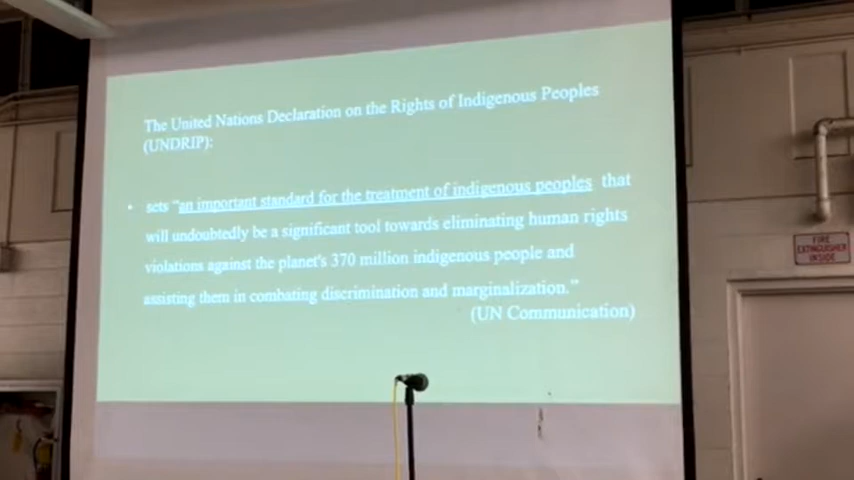 The United Nations Declaration on the Rights of Indigenous Peoples
(UNDRIP):
• sets “an important standard for the treatment of indigenous peoples that
will undoubtedly be a significant tool towards eliminating human rights
violations against the planet's 370 million indigenous people and
assisting them in combating discrimination and marginalization.”
(UN Communication)
FIRE
EXTINGUISHER
INSIDE